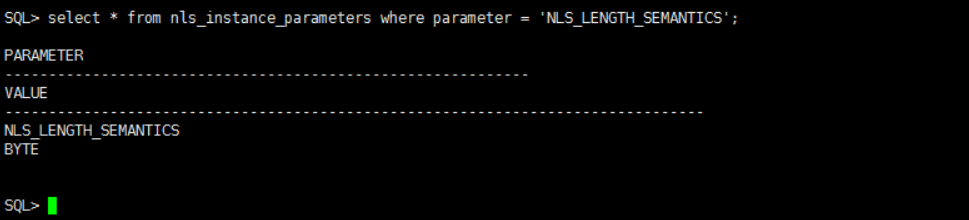 SQL> select * from nls_instance_parameters where parameter = 'NLS_LENGTH_SEMANTICS';
PARAMETER
------------------------------------------------------------
VALUE
--------------------------------------------------------------------------------
NLS_LENGTH_SEMANTICS
BYTE
SQL>